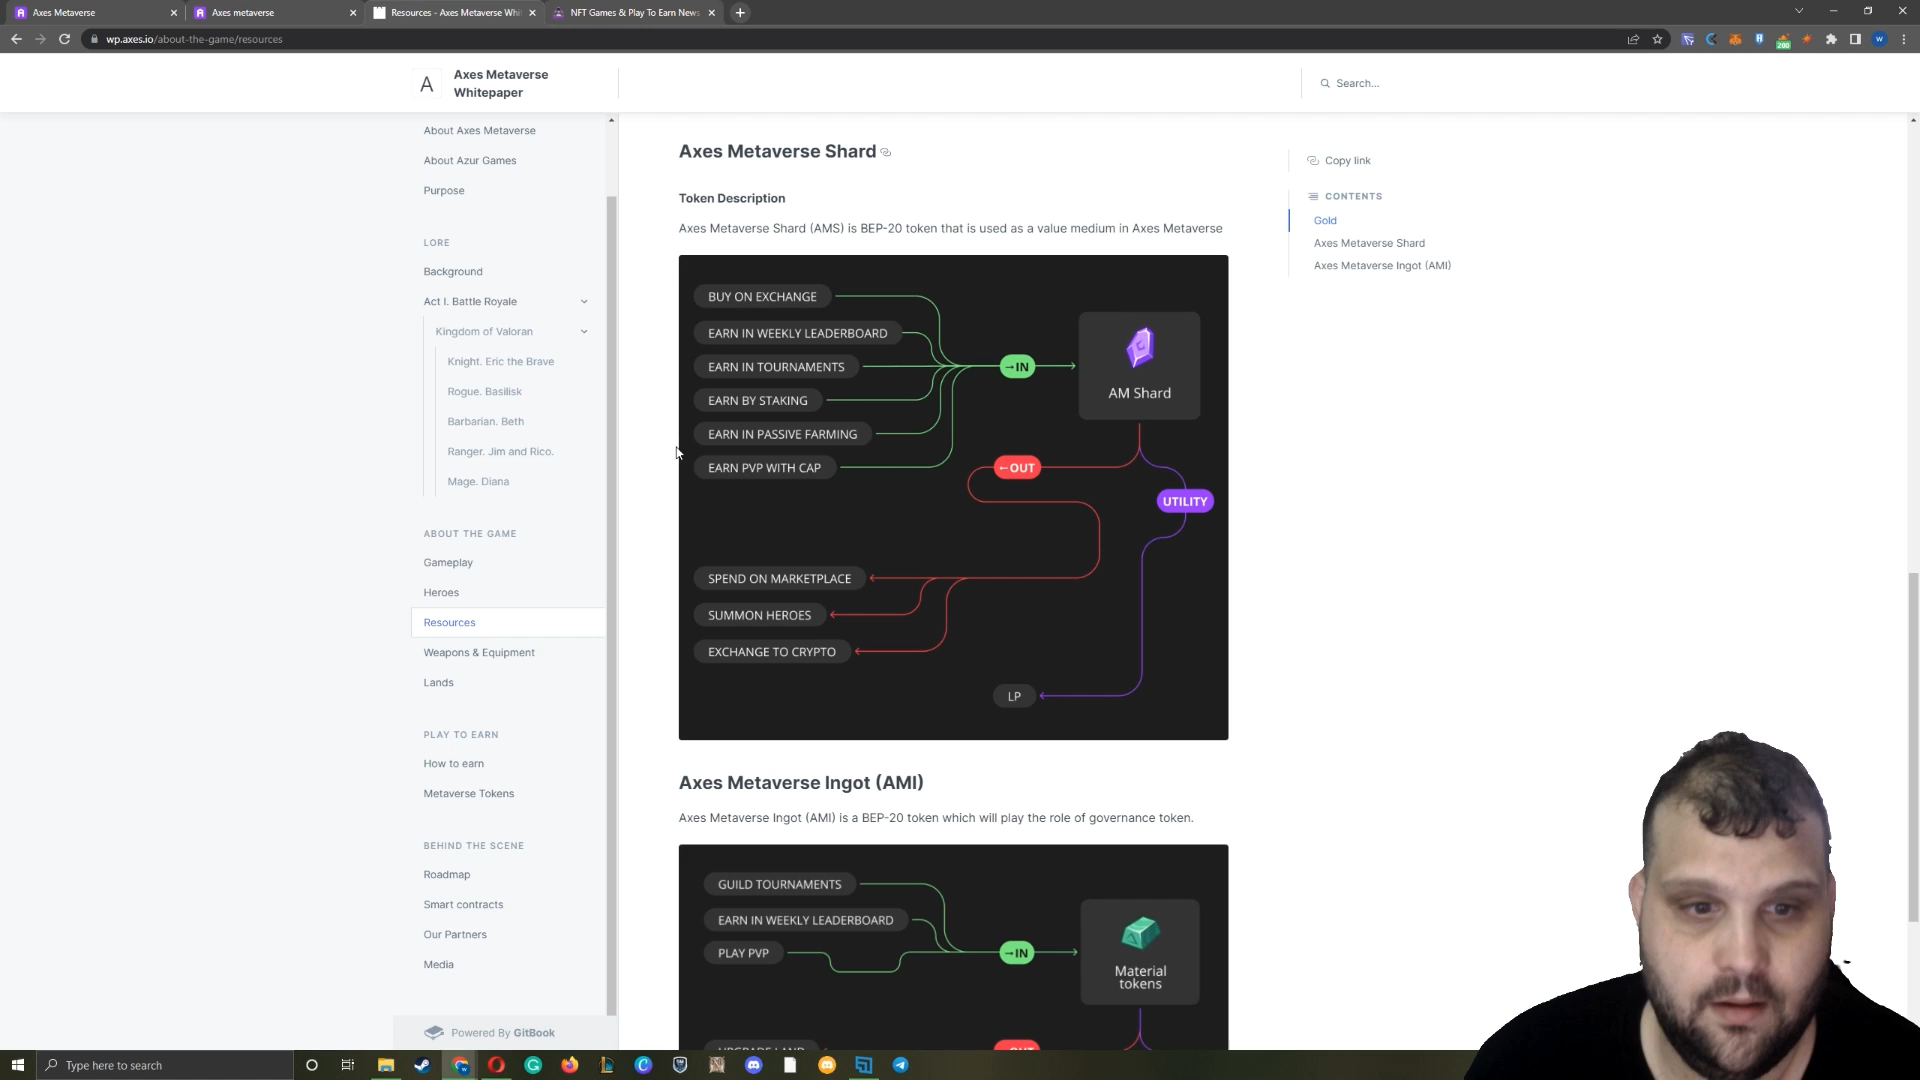 Axes Metaverse
Axes metaverse
Resources - Axes Metaverse Whi
NFT Games & Play To Earn News
wp.axes.io/about-the-game/resources
200
W
A
Axes Metaverse
Whitepaper
Search...
About Axes Metaverse
About Azur Games
Purpose
LORE
Background
Act I. Battle Royale
Kingdom of Valoran
Knight. Eric the Brave
Rogue. Basilisk
Barbarian. Beth
Ranger. Jim and Rico.
Mage. Diana
ABOUT THE GAME
Gameplay
Heroes
Resources
Weapons & Equipment
Lands
PLAY TO EARN
How to earn
Metaverse Tokens
BEHIND THE SCENE
Roadmap
Smart contracts
Our Partners
Media
Powered By GitBook
Axes Metaverse Shard
Token Description
Axes Metaverse Shard (AMS) is BEP-20 token that is used as a value medium in Axes Metaverse
BUY ON EXCHANGE
EARN IN WEEKLY LEADERBOARD
EARN IN TOURNAMENTS
EARN BY STAKING
EARN IN PASSIVE FARMING
EARN PVP WITH CAP
→IN
AM Shard
←OUT
UTILITY
SPEND ON MARKETPLACE
SUMMON HEROES
EXCHANGE TO CRYPTO
LP
Axes Metaverse Ingot (AMI)
Axes Metaverse Ingot (AMI) is a BEP-20 token which will play the role of governance token.
GUILD TOURNAMENTS
EARN IN WEEKLY LEADERBOARD
PLAY PVP
→IN
Material
tokens
UPGRADE LAND
←OUT
Copy link
CONTENTS
Gold
Axes Metaverse Shard
Axes Metaverse Ingot (AMI)
Type here to search